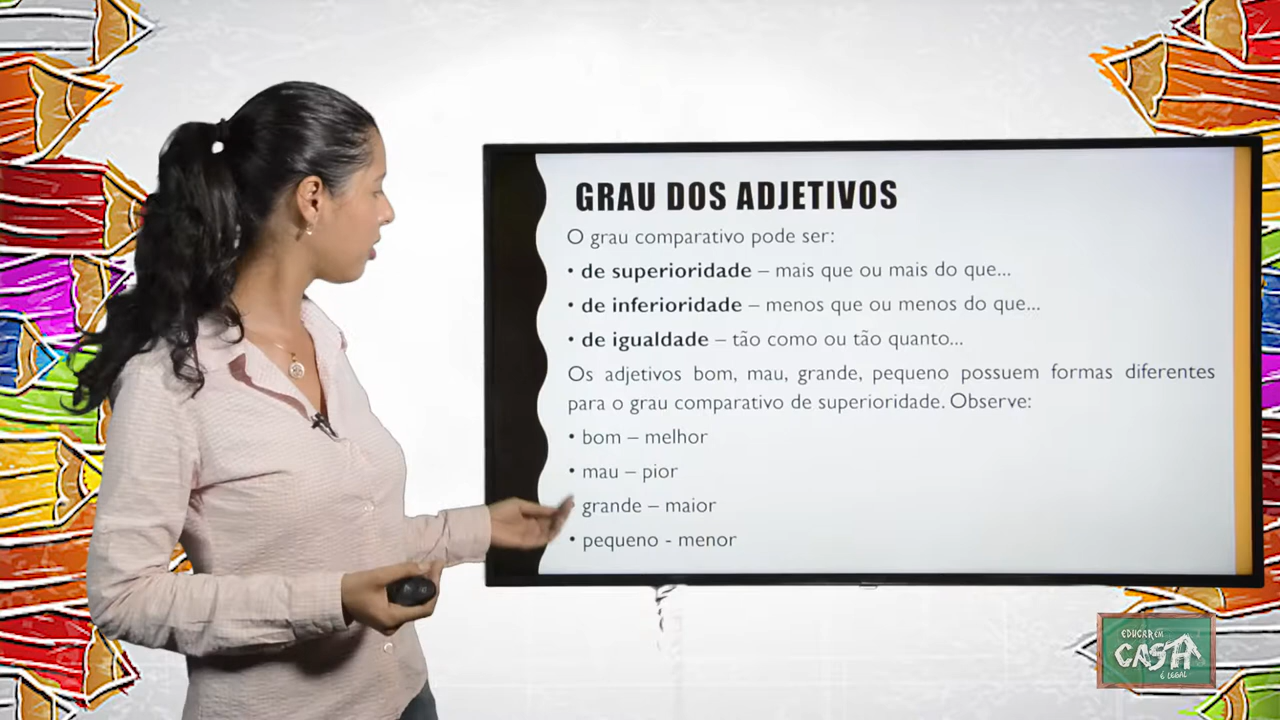 GRAU DOS ADJETIVOS
O grau comparativo pode ser:
• de superioridade – mais que ou mais do que...
• de inferioridade – menos que ou menos do que...
• de igualdade – tão como ou tão quanto...
Os adjetivos bom, mau, grande, pequeno possuem formas diferentes
para o grau comparativo de superioridade. Observe:
• bom – melhor
• mau – pior
• grande – maior
• pequeno - menor
EDUCAR EM
CASA
É LEGAL